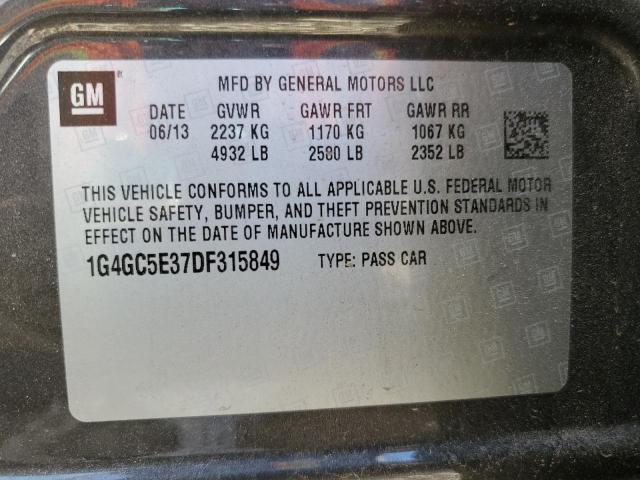 GM
MFD BY GENERAL MOTORS LLC
DATE GVWR GAWR FRT GAWR RR
06/13 2237 KG 1170 KG 1067 KG
4932 LB 2580 LB 2352 LB
THIS VEHICLE CONFORMS TO ALL APPLICABLE U.S. FEDERAL MOTOR
VEHICLE SAFETY, BUMPER, AND THEFT PREVENTION STANDARDS IN
EFFECT ON THE DATE OF MANUFACTURE SHOWN ABOVE.
1G4GC5E37DF315849 TYPE: PASS CAR